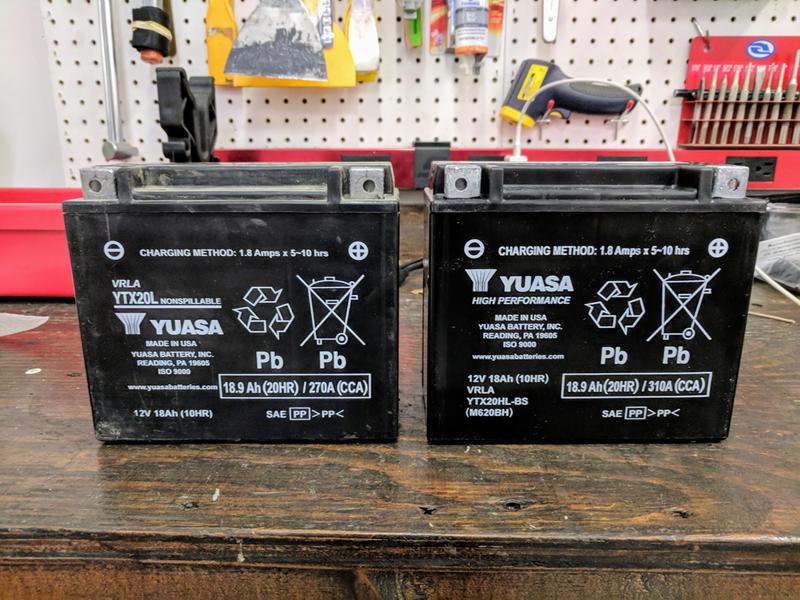 CHARGING METHOD: 1.8 Amps x 5~10 hrs
VRLA
YTX20L NONSPILLABLE
YUASA
MADE IN USA
YUASA BATTERY, INC.
READING, PA 19605
ISO 9000
www.yuasabatteries.com
12V 18Ah (10HR)
Pb
Pb
18.9 Ah (20HR) / 270A (CCA)
SAE PP >PP<
CHARGING METHOD: 1.8 Amps x 5~10 hrs
YUASA
HIGH PERFORMANCE
MADE IN USA
YUASA BATTERY, INC.
READING, PA 19605
ISO 9000
www.yuasabatteries.com
12V 18Ah (10HR)
VRLA
YTX20HL-BS
(M620BH)
Pb
Pb
18.9 Ah (20HR) / 310A (CCA)
SAE PP >PP<